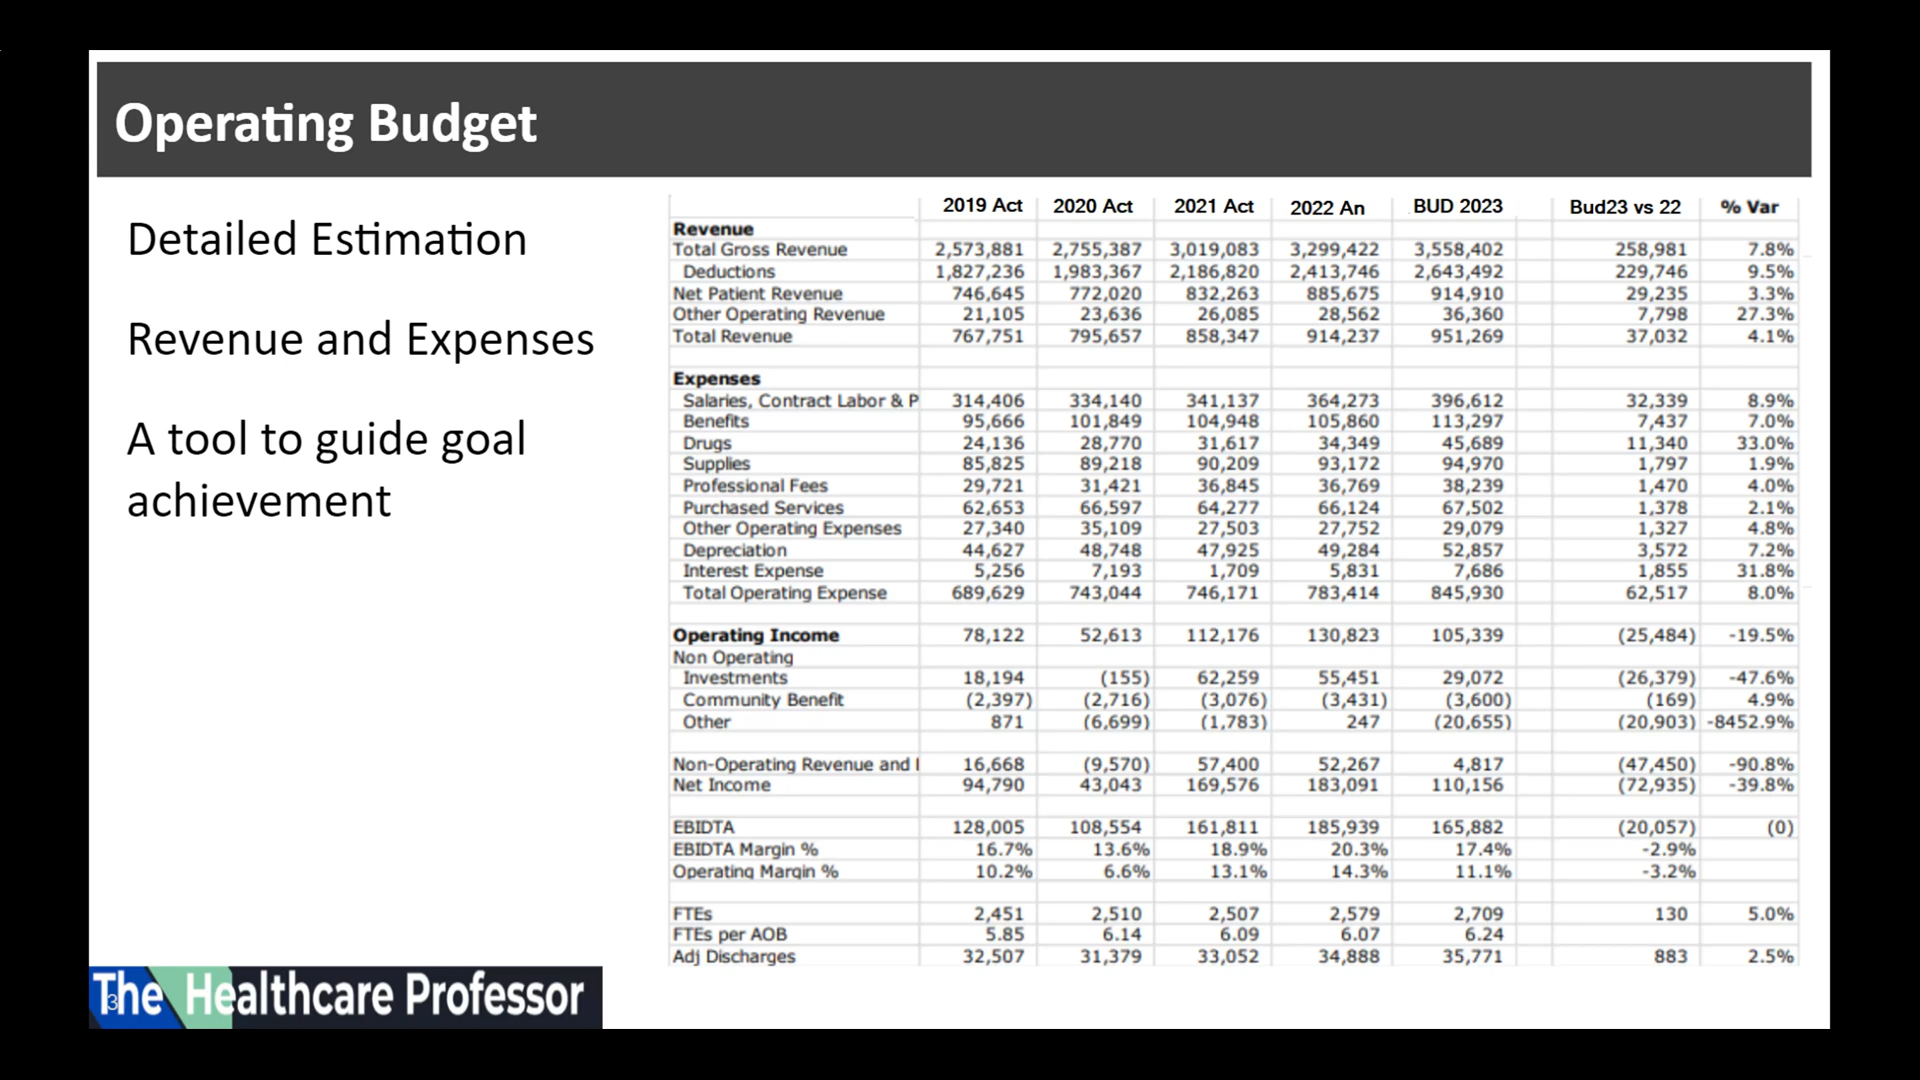 Operating Budget
Detailed Estimation
Revenue and Expenses
A tool to guide goal
achievement
2019 Act 2020 Act 2021 Act 2022 An BUD 2023 Bud23 vs 22 % Var
Revenue
Total Gross Revenue 2,573,881 2,755,387 3,019,083 3,299,422 3,558,402 258,981 7.8%
Deductions 1,827,236 1,983,367 2,186,820 2,413,746 2,643,492 229,746 9.5%
Net Patient Revenue 746,645 772,020 832,263 885,675 914,910 29,235 3.3%
Other Operating Revenue 21,105 23,636 26,085 28,562 36,360 7,798 27.3%
Total Revenue 767,751 795,657 858,347 914,237 951,269 37,032 4.1%
Expenses
Salaries, Contract Labor & P 314,406 334,140 341,137 364,273 396,612 32,339 8.9%
Benefits 95,666 101,849 104,948 105,860 113,297 7,437 7.0%
Drugs 24,136 28,770 31,617 34,349 45,689 11,340 33.0%
Supplies 85,825 89,218 90,209 93,172 94,970 1,797 1.9%
Professional Fees 29,721 31,421 36,845 36,769 38,239 1,470 4.0%
Purchased Services 62,653 66,597 64,277 66,124 67,502 1,378 2.1%
Other Operating Expenses 27,340 35,109 27,503 27,752 29,079 1,327 4.8%
Depreciation 44,627 48,748 47,925 49,284 52,857 3,572 7.2%
Interest Expense 5,256 7,193 1,709 5,831 7,686 1,855 31.8%
Total Operating Expense 689,629 743,044 746,171 783,414 845,930 62,517 8.0%
Operating Income 78,122 52,613 112,176 130,823 105,339 (25,484) -19.5%
Non Operating
Investments 18,194 (155) 62,259 55,451 29,072 (26,379) -47.6%
Community Benefit (2,397) (2,716) (3,076) (3,431) (3,600) (169) 4.9%
Other 871 (6,699) (1,783) 247 (20,655) (20,903) -8452.9%
Non-Operating Revenue and 16,668 (9,570) 57,400 52,267 4,817 (47,450) -90.8%
Net Income 94,790 43,043 169,576 183,091 110,156 (72,935) -39.8%
EBIDTA 128,005 108,554 161,811 185,939 165,882 (20,057) (0)
EBIDTA Margin % 16.7% 13.6% 18.9% 20.3% 17.4% -2.9%
Operating Margin % 10.2% 6.6% 13.1% 14.3% 11.1% -3.2%
FTEs 2,451 2,510 2,507 2,579 2,709 130 5.0%
FTEs per AOB 5.85 6.14 6.09 6.07 6.24
Adj Discharges 32,507 31,379 33,052 34,888 35,771 883 2.5%
The Healthcare Professor
3